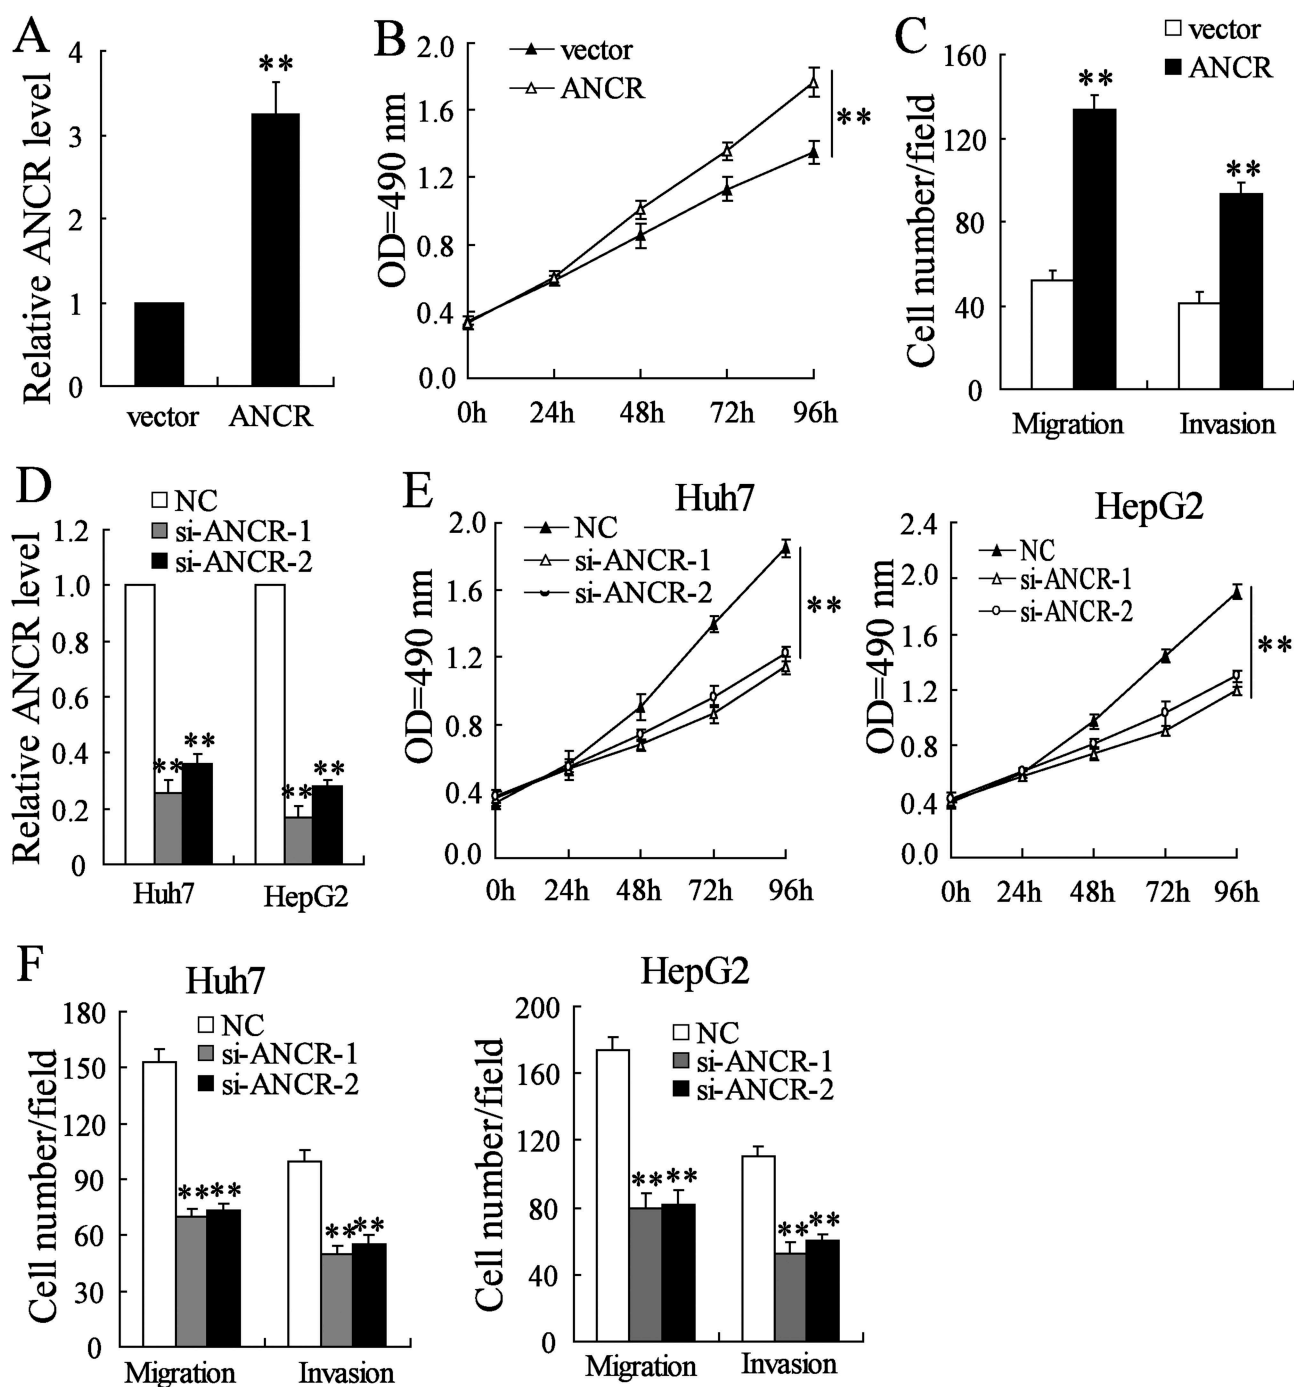 A
Relative ANCR level
4
3
2
1
0
**
vector
ANCR
B
OD=490 nm
2.0
1.6
1.2
0.8
0.4
0.0
vector
ANCR
**
0h
24h
48h
72h
96h
C
Cell number/field
160
120
80
40
0
vector
ANCR
**
**
Migration
Invasion
D
Relative ANCR level
NC
si-ANCR-1
si-ANCR-2
1.2
1.0
0.8
0.6
0.4
0.2
0
**
**
**
**
Huh7
HepG2
E
Huh7
OD=490 nm
2.0
1.6
1.2
0.8
0.4
0.0
NC
si-ANCR-1
si-ANCR-2
**
0h
24h
48h
72h
96h
HepG2
OD=490 nm
2.4
2.0
1.6
1.2
0.8
0.4
0.0
NC
si-ANCR-1
si-ANCR-2
**
0h
24h
48h
72h
96h
F
Huh7
Cell number/field
180
150
120
90
60
30
0
NC
si-ANCR-1
si-ANCR-2
**
**
**
**
Migration
Invasion
HepG2
Cell number/field
200
160
120
80
40
0
NC
si-ANCR-1
si-ANCR-2
**
**
**
**
Migration
Invasion